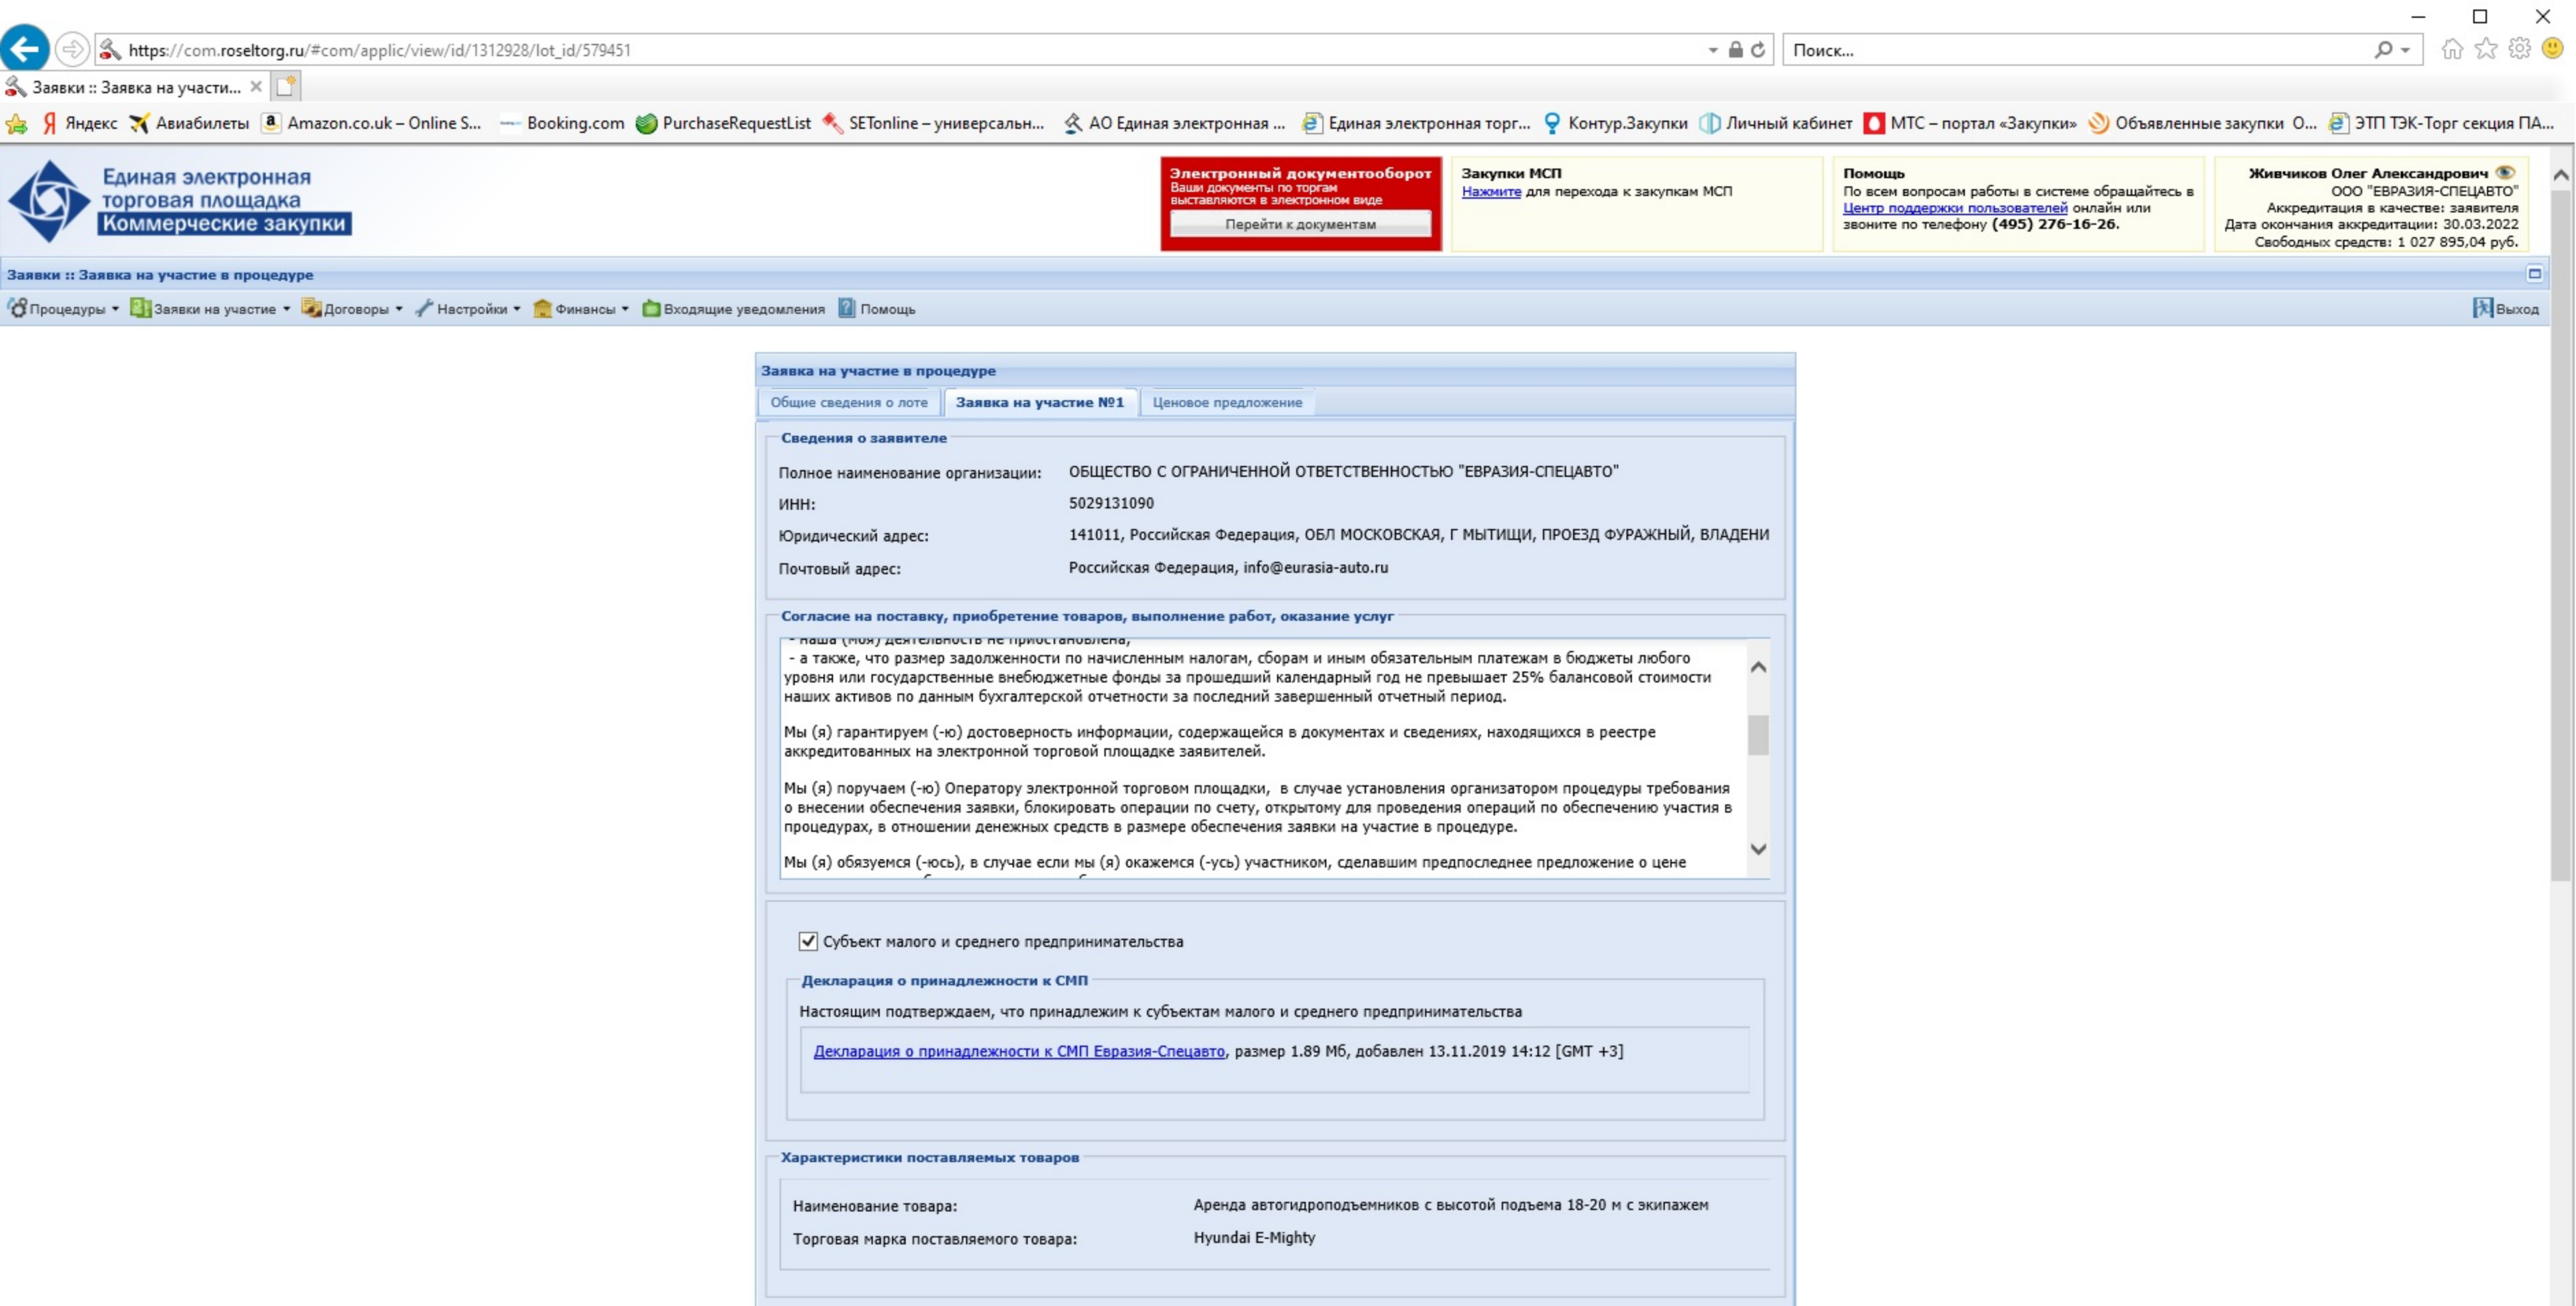 https://com.roseltorg.ru/#com/applic/view/id/1312928/lot_id/579451
Поиск...
Заявки :: Заявка на участи...
Яндекс Авиабилеты Amazon.co.uk – Online S... Booking.com PurchaseRequestList SETonline – универсальн... АО Единая электронная ... Единая электронная торг... Контур.Закупки Личный кабинет МТС – портал «Закупки» Объявленные закупки О... ЭТП ТЭК-Торг секция ПА...
Единая электронная
торговая площадка
Коммерческие закупки
Электронный документооборот
Ваши документы по торгам
выставляются в электронном виде
Перейти к документам
Закупки МСП
Нажмите для перехода к закупкам МСП
Помощь
По всем вопросам работы в системе обращайтесь в
Центр поддержки пользователей онлайн или
звоните по телефону (495) 276-16-26.
Живчиков Олег Александрович
ООО "ЕВРАЗИЯ-СПЕЦАВТО"
Аккредитация в качестве: заявителя
Дата окончания аккредитации: 30.03.2022
Свободных средств: 1 027 895,04 руб.
Заявки :: Заявка на участие в процедуре
Процедуры Заявки на участие Договоры Настройки Финансы Входящие уведомления Помощь Выход
Заявка на участие в процедуре
Общие сведения о лоте Заявка на участие №1 Ценовое предложение
Сведения о заявителе
Полное наименование организации: ОБЩЕСТВО С ОГРАНИЧЕННОЙ ОТВЕТСТВЕННОСТЬЮ "ЕВРАЗИЯ-СПЕЦАВТО"
ИНН: 5029131090
Юридический адрес: 141011, Российская Федерация, ОБЛ МОСКОВСКАЯ, Г МЫТИЩИ, ПРОЕЗД ФУРАЖНЫЙ, ВЛАДЕНИ
Почтовый адрес: Российская Федерация, info@eurasia-auto.ru
Согласие на поставку, приобретение товаров, выполнение работ, оказание услуг
- наша (моя) деятельность не приостановлена;
- а также, что размер задолженности по начисленным налогам, сборам и иным обязательным платежам в бюджеты любого
уровня или государственные внебюджетные фонды за прошедший календарный год не превышает 25% балансовой стоимости
наших активов по данным бухгалтерской отчетности за последний завершенный отчетный период.
Мы (я) гарантируем (-ю) достоверность информации, содержащейся в документах и сведениях, находящихся в реестре
аккредитованных на электронной торговой площадке заявителей.
Мы (я) поручаем (-ю) Оператору электронной торговом площадки, в случае установления организатором процедуры требования
о внесении обеспечения заявки, блокировать операции по счету, открытому для проведения операций по обеспечению участия в
процедурах, в отношении денежных средств в размере обеспечения заявки на участие в процедуре.
Мы (я) обязуемся (-юсь), в случае если мы (я) окажемся (-усь) участником, сделавшим предпоследнее предложение о цене
Субъект малого и среднего предпринимательства
Декларация о принадлежности к СМП
Настоящим подтверждаем, что принадлежим к субъектам малого и среднего предпринимательства
Декларация о принадлежности к СМП Евразия-Спецавто, размер 1.89 Мб, добавлен 13.11.2019 14:12 [GMT +3]
Характеристики поставляемых товаров
Наименование товара: Аренда автогидроподъемников с высотой подъема 18-20 м с экипажем
Торговая марка поставляемого товара: Hyundai E-Mighty